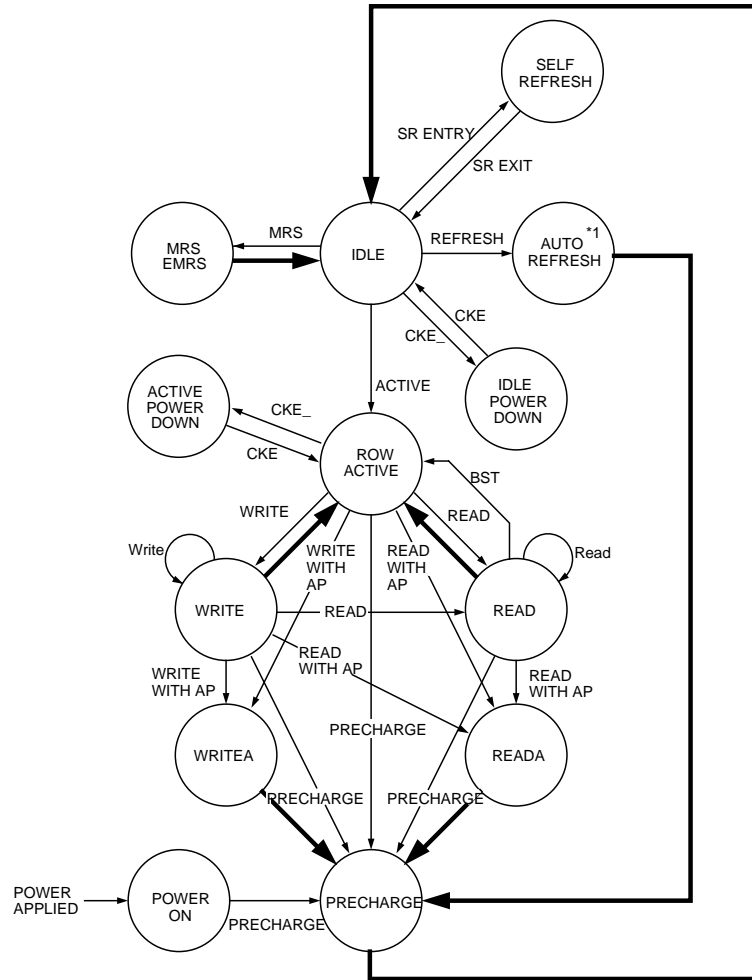 SELF
REFRESH
SR ENTRY
SR EXIT
MRS
MRS
EMRS
IDLE
REFRESH
AUTO *1
REFRESH
CKE
CKE_
IDLE
POWER
DOWN
ACTIVE
ACTIVE
POWER
DOWN
CKE_
CKE
ROW
ACTIVE
BST
WRITE
READ
Write
WRITE
WITH
AP
READ
WITH
AP
Read
WRITE
READ
READ
READ
WITH AP
WRITE
WITH AP
READ
WITH AP
WRITEA
PRECHARGE
READA
PRECHARGE
PRECHARGE
POWER
APPLIED
POWER
ON
PRECHARGE
PRECHARGE